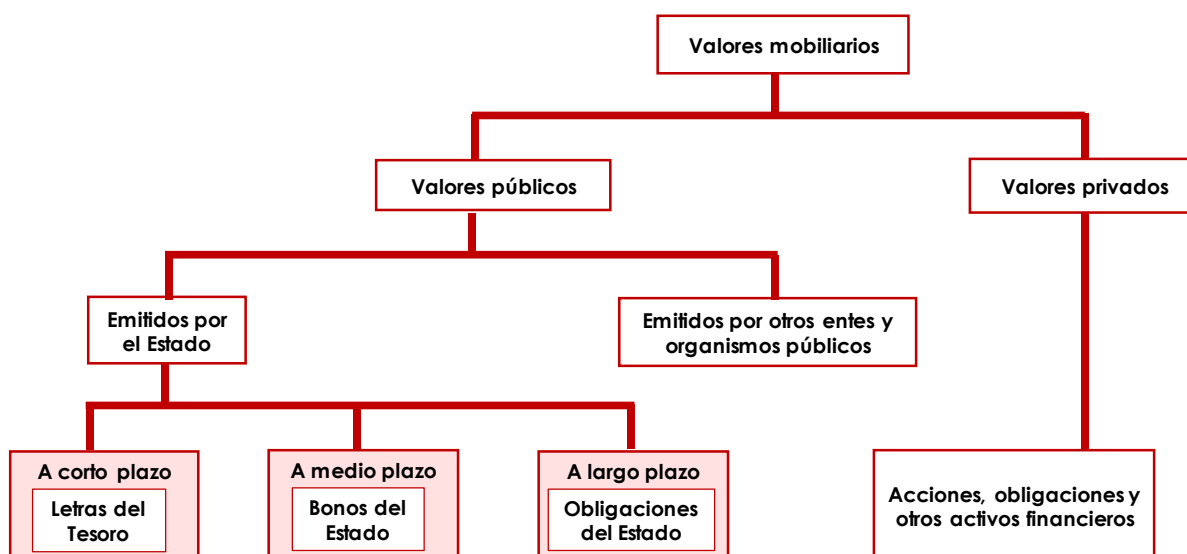 Valores mobiliarios
Valores públicos
Valores privados
Emitidos por
el Estado
Emitidos por otros entes y
organismos públicos
A corto plazo
Letras del
Tesoro
A medio plazo
Bonos del
Estado
A largo plazo
Obligaciones
del Estado
Acciones, obligaciones y
otros activos financieros